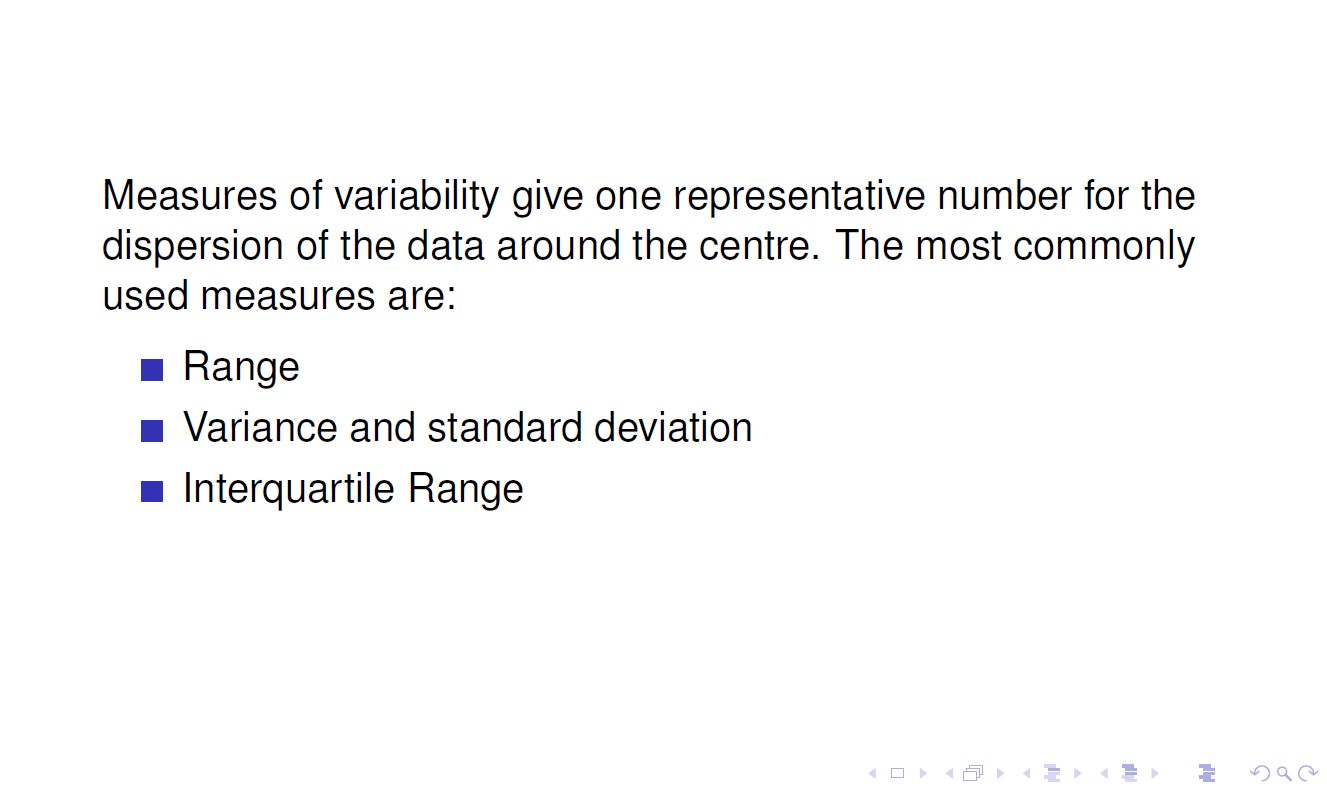 Measures of variability give one representative number for the
dispersion of the data around the centre. The most commonly
used measures are:
Range
Variance and standard deviation
Interquartile Range